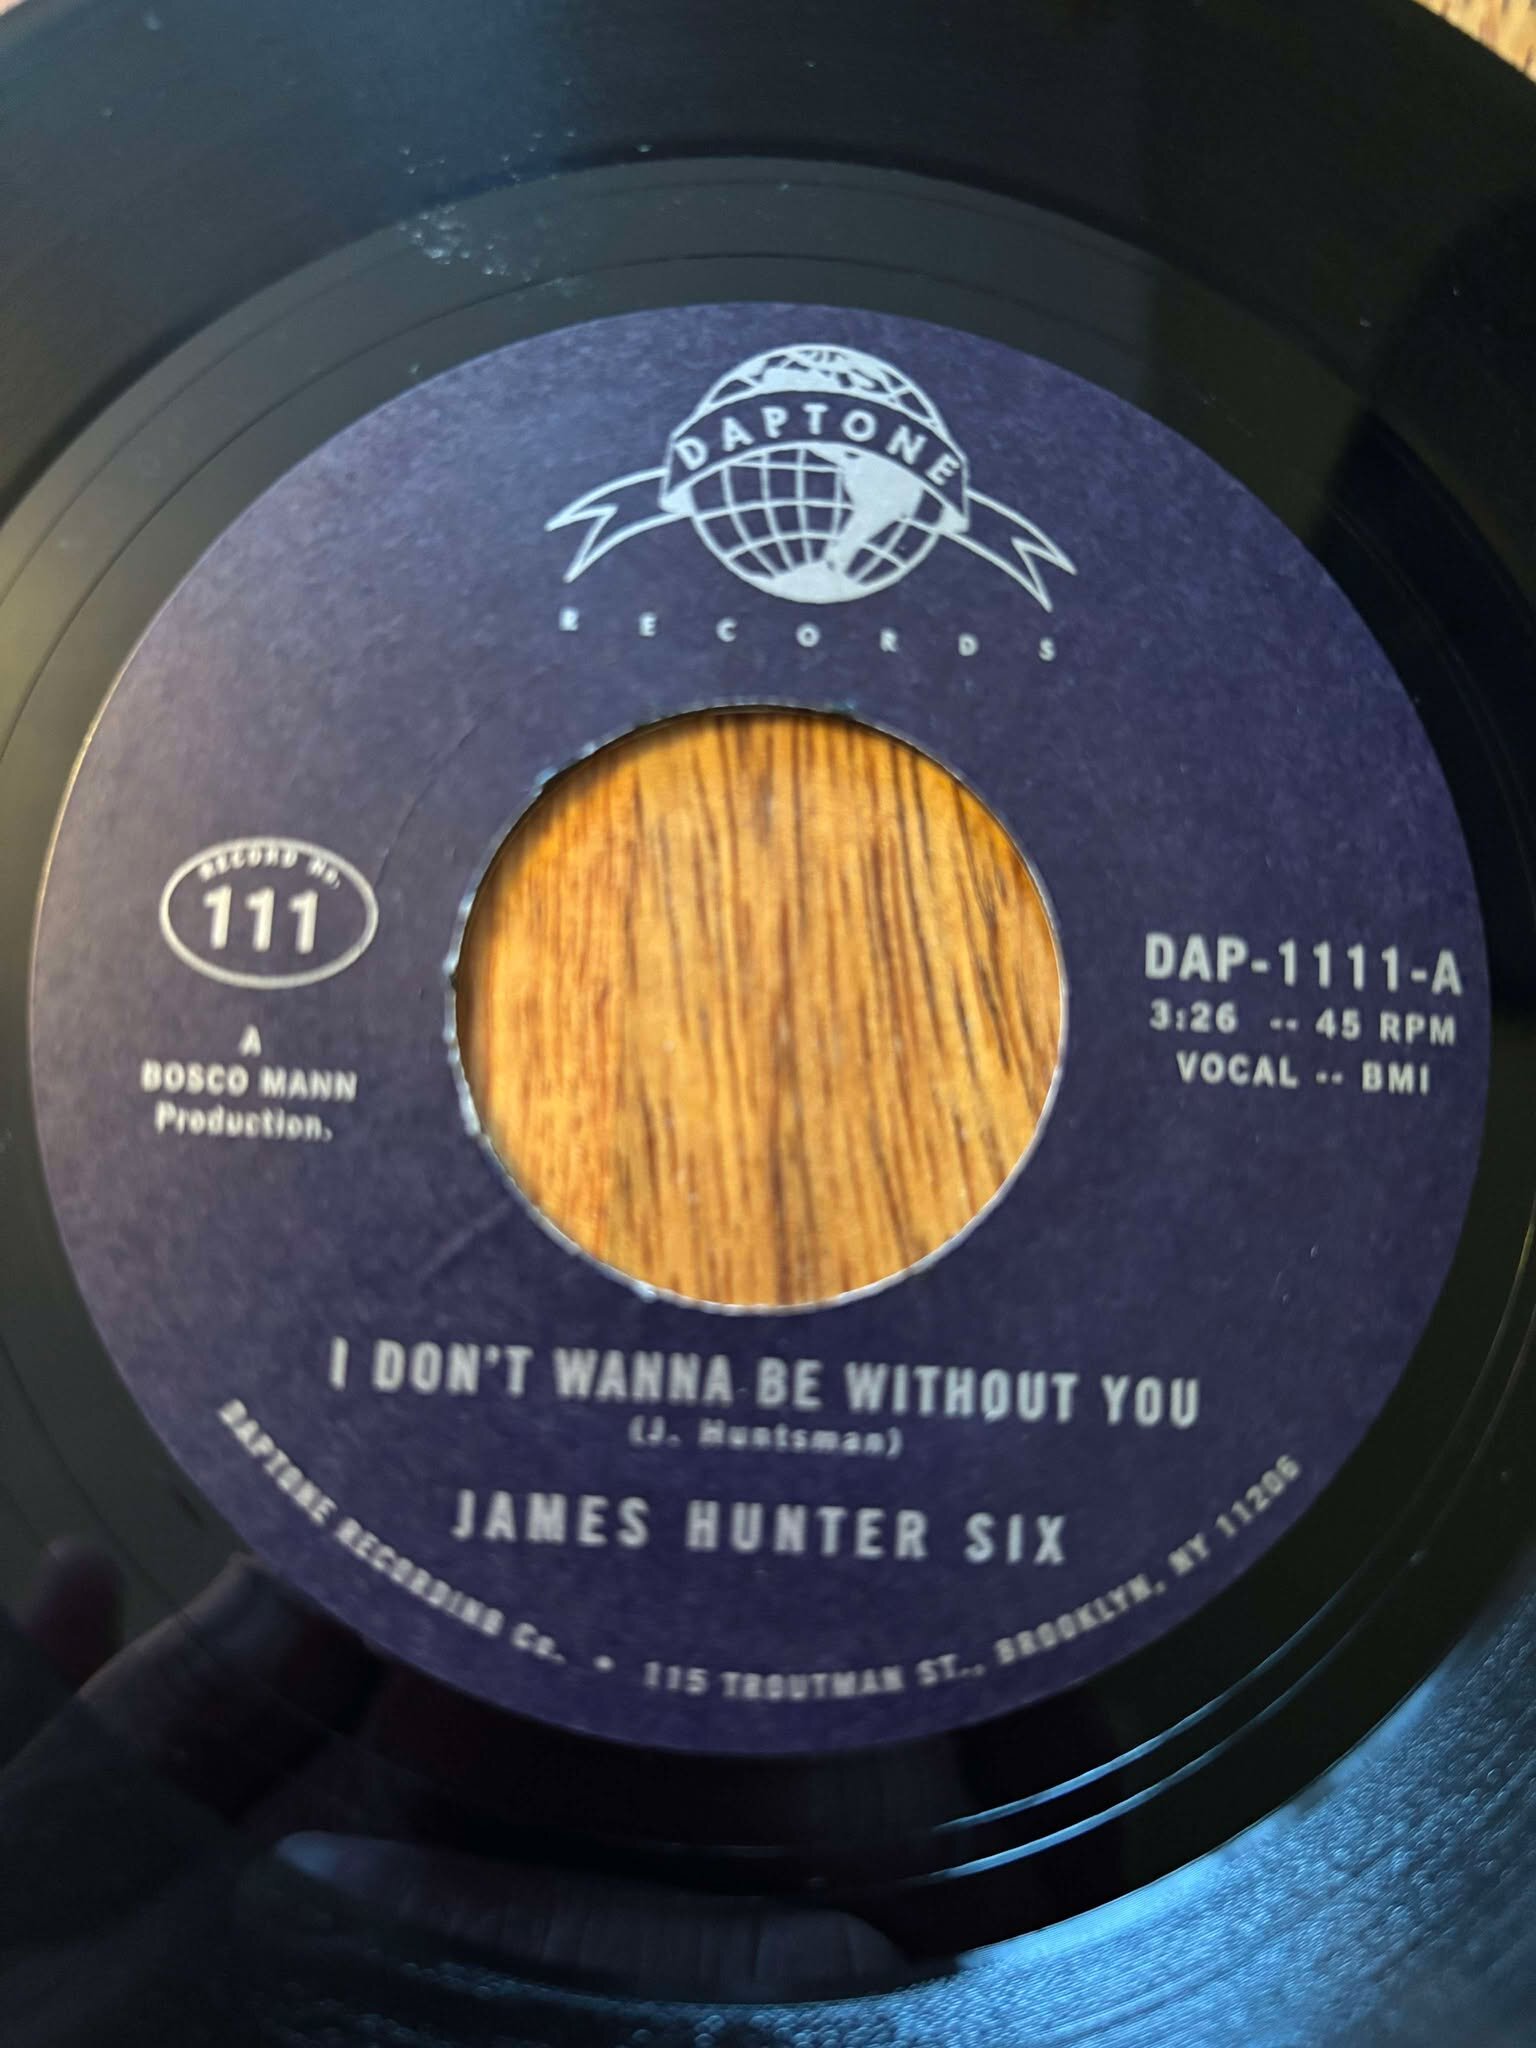 DAPTONE
RECORDS
RECORD No.
111
A
BOSCO MANN
Production.
DAP-1111-A
3:26 -- 45 RPM
VOCAL -- BMI
I DON'T WANNA BE WITHOUT YOU
(J. Huntsman)
JAMES HUNTER SIX
DAPTONE RECORDING Co. • 115 TROUTMAN ST., BROOKLYN, NY 11206